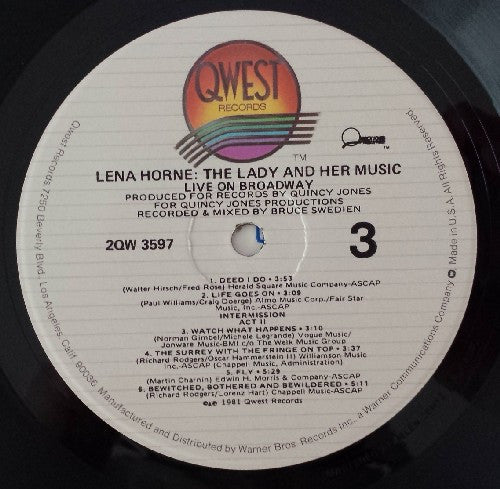 QWEST
RECORDS
TM
LENA HORNE: THE LADY AND HER MUSIC
LIVE ON BROADWAY
PRODUCED FOR RECORDS BY QUINCY JONES
FOR QUINCY JONES PRODUCTIONS
RECORDED & MIXED BY BRUCE SWEDIEN
2QW 3597
3
1. DEED I DO • 3:53
(Walter Hirsch/Fred Rose) Herald Square Music Company-ASCAP
2. LIFE GOES ON • 3:09
(Paul Williams/Craig Doerge) Almo Music Corp./Fair Star
Music, Inc-ASCAP
INTERMISSION
ACT II
3. WATCH WHAT HAPPENS • 3:10
(Norman Gimbel/Michele Legrande) Vogue Music/
Jonware Music-BMI C/o The Welk Music Group
4. THE SURREY WITH THE FRINGE ON TOP • 3:37
(Richard Rodgers/Oscar Hammerstein II) Williamson Music
Inc.-ASCAP (Chappell Music, Administration)
5. FLY • 5:29
(Martin Charnin) Edwin H. Morris & Company-ASCAP
6. BEWITCHED, BOTHERED AND BEWILDERED • 5:11
(Richard Rodgers/Lorenz Hart) Chappell Music-ASCAP
℗© 1981 Qwest Records
Qwest Records 7250 Beverly Blvd. Los Angeles, Calif. 90036. Manufactured and Distributed by Warner Bros. Records Inc. a Warner Communications Company Made in U.S.A. All Rights Reserved.